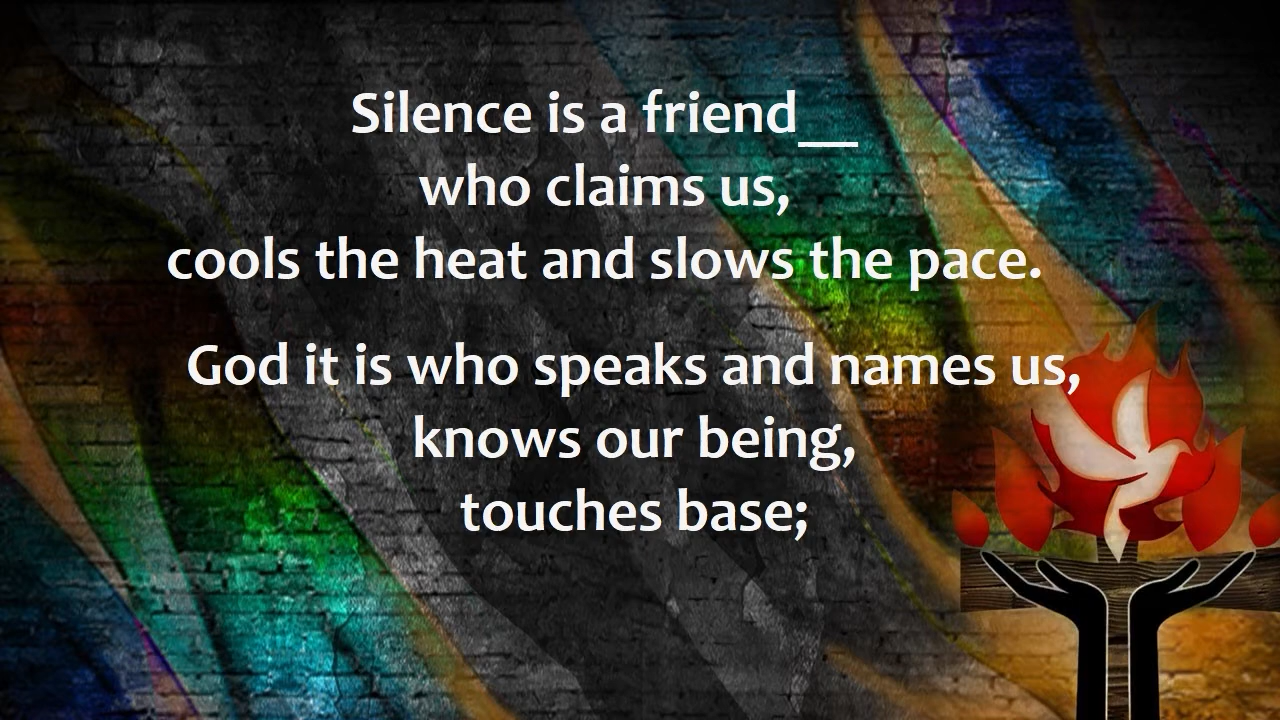 Silence is a friend__
who claims us,
cools the heat and slows the pace.
God it is who speaks and names us,
knows our being,
touches base;